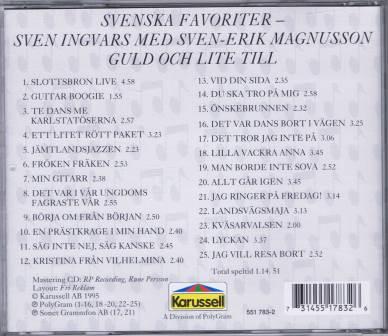 SVENSKA FAVORITER –
SVEN INGVARS MED SVEN-ERIK MAGNUSSON
GULD OCH LITE TILL
1. SLOTTSBRON LIVE 4.58
2. GUITAR BOOGIE 1.55
3. TE DANS ME
KARLSTATÖSERNA 2.57
4. ETT LITET RÖTT PAKET 2.23
5. JÄMTLANDSJAZZEN 2.23
6. FRÖKEN FRÄKEN 2.53
7. MIN GITARR 2.38
8. DET VAR I VÅR UNGDOMS
FAGRASTE VÅR 2.55
9. BÖRJA OM FRÅN BÖRJAN 2.50
10. EN PRÄSTKRAGE I MIN HAND 2.00
11. SÄG INTE NEJ, SÄG KANSKE 2.45
12. KRISTINA FRÅN VILHELMINA 2.40
13. VID DIN SIDA 2.35
14. DU SKA TRO PÅ MIG 2.58
15. ÖNSKEBRUNNEN 2.32
16. DET VAR DANS BORT I VÄGEN 2.25
17. DET TROR JAG INTE PÅ 3.06
18. LILLA VACKRA ANNA 3.45
19. MAN BORDE INTE SOVA 2.52
20. ALLT GÅR IGEN 3.45
21. JAG RINGER PÅ FREDAG! 3.14
22. LANDSVÄGSMAJA 3.13
23. KVÄSARVALSEN 3.00
24. LYCKAN 3.37
25. JAG VILL RESA BORT 2.52
Total speltid 1.14. 51
Mastering CD: RP Recording, Rune Persson
Layout: Fri Reklam
© Karussell AB 1995
℗ PolyGram (1-16, 18 -20, 22-25)
℗ Sonet Grammofon AB (17, 21)
Karussell
A Division of PolyGram
551 783-2
7 31455 17832 6